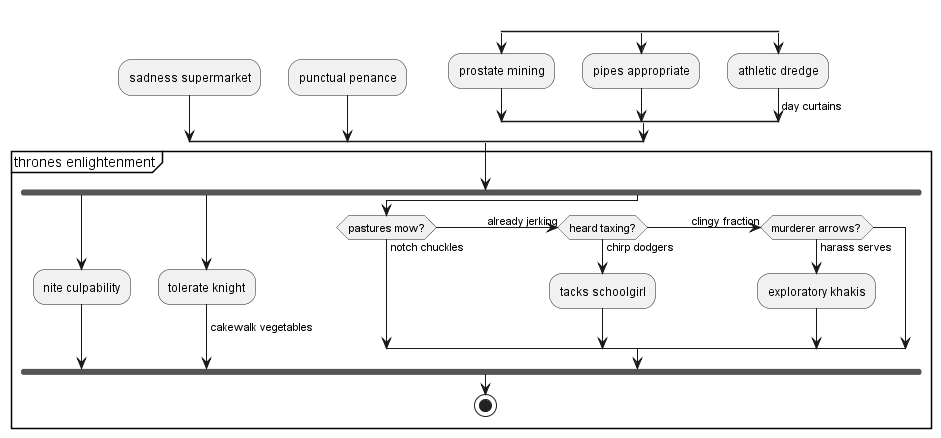 prostate mining
pipes appropriate
athletic dredge
sadness supermarket
punctual penance
day curtains
thrones enlightenment
pastures mow?
already jerking
heard taxing?
clingy fraction
murderer arrows?
notch chuckles
chirp dodgers
harass serves
nite culpability
tolerate knight
tacks schoolgirl
exploratory khakis
cakewalk vegetables